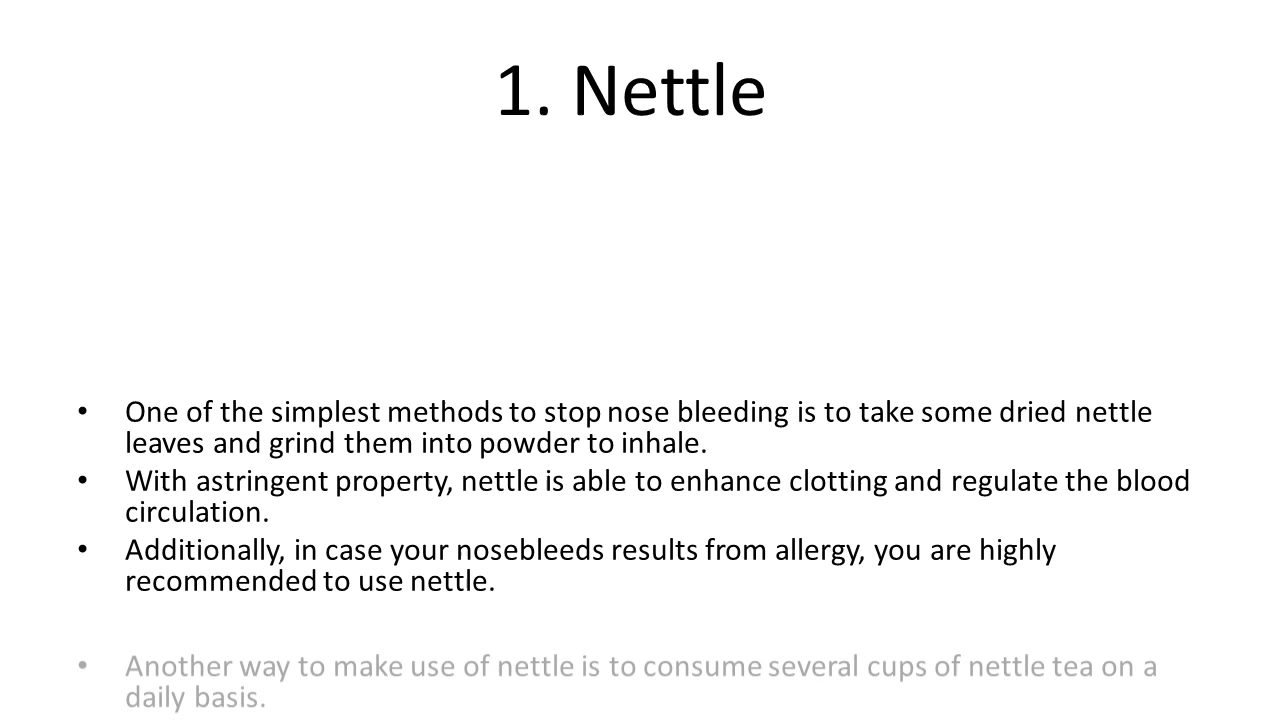 1. Nettle
• One of the simplest methods to stop nose bleeding is to take some dried nettle
leaves and grind them into powder to inhale.
• With astringent property, nettle is able to enhance clotting and regulate the blood
circulation.
• Additionally, in case your nosebleeds results from allergy, you are highly
recommended to use nettle.
• Another way to make use of nettle is to consume several cups of nettle tea on a
daily basis.